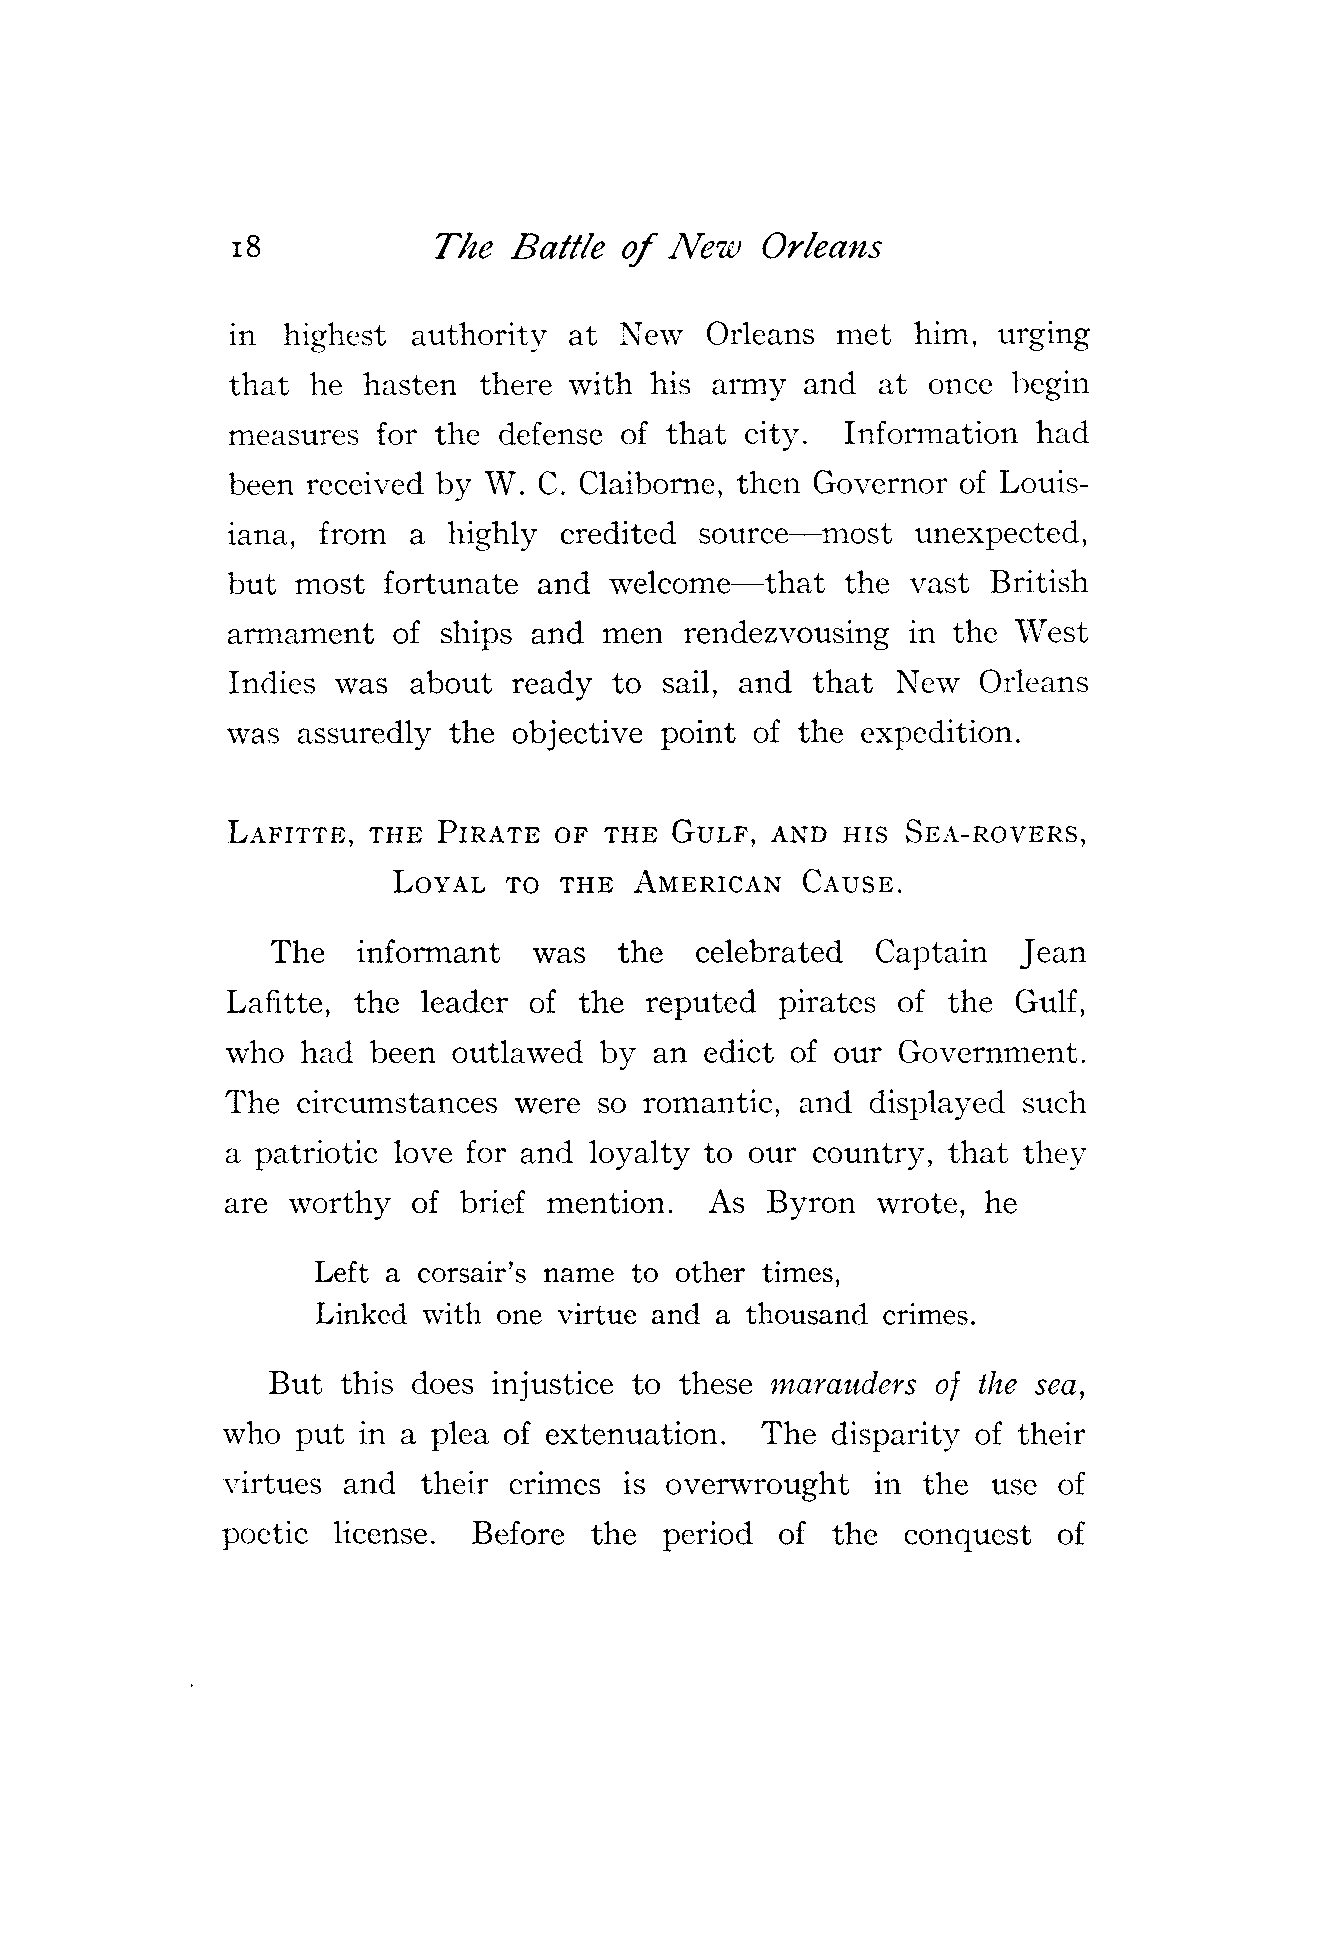 18 The Battle of New Orleans
in highest authority at New Orleans met him, urging
that he hasten there with his army and at once begin
measures for the defense of that city. Information had
been received by W. C. Claiborne, then Governor of Louis-
iana, from a highly credited source—most unexpected,
but most fortunate and welcome—that the vast British
armament of ships and men rendezvousing in the West
Indies was about ready to sail, and that New Orleans
was assuredly the objective point of the expedition.
LAFITTE, THE PIRATE OF THE GULF, AND HIS SEA-ROVERS,
LOYAL TO THE AMERICAN CAUSE.
The informant was the celebrated Captain Jean
Lafitte, the leader of the reputed pirates of the Gulf,
who had been outlawed by an edict of our Government.
The circumstances were so romantic, and displayed such
a patriotic love for and loyalty to our country, that they
are worthy of brief mention. As Byron wrote, he
Left a corsair's name to other times,
Linked with one virtue and a thousand crimes.
But this does injustice to these marauders of the sea,
who put in a plea of extenuation. The disparity of their
virtues and their crimes is overwrought in the use of
poetic license. Before the period of the conquest of